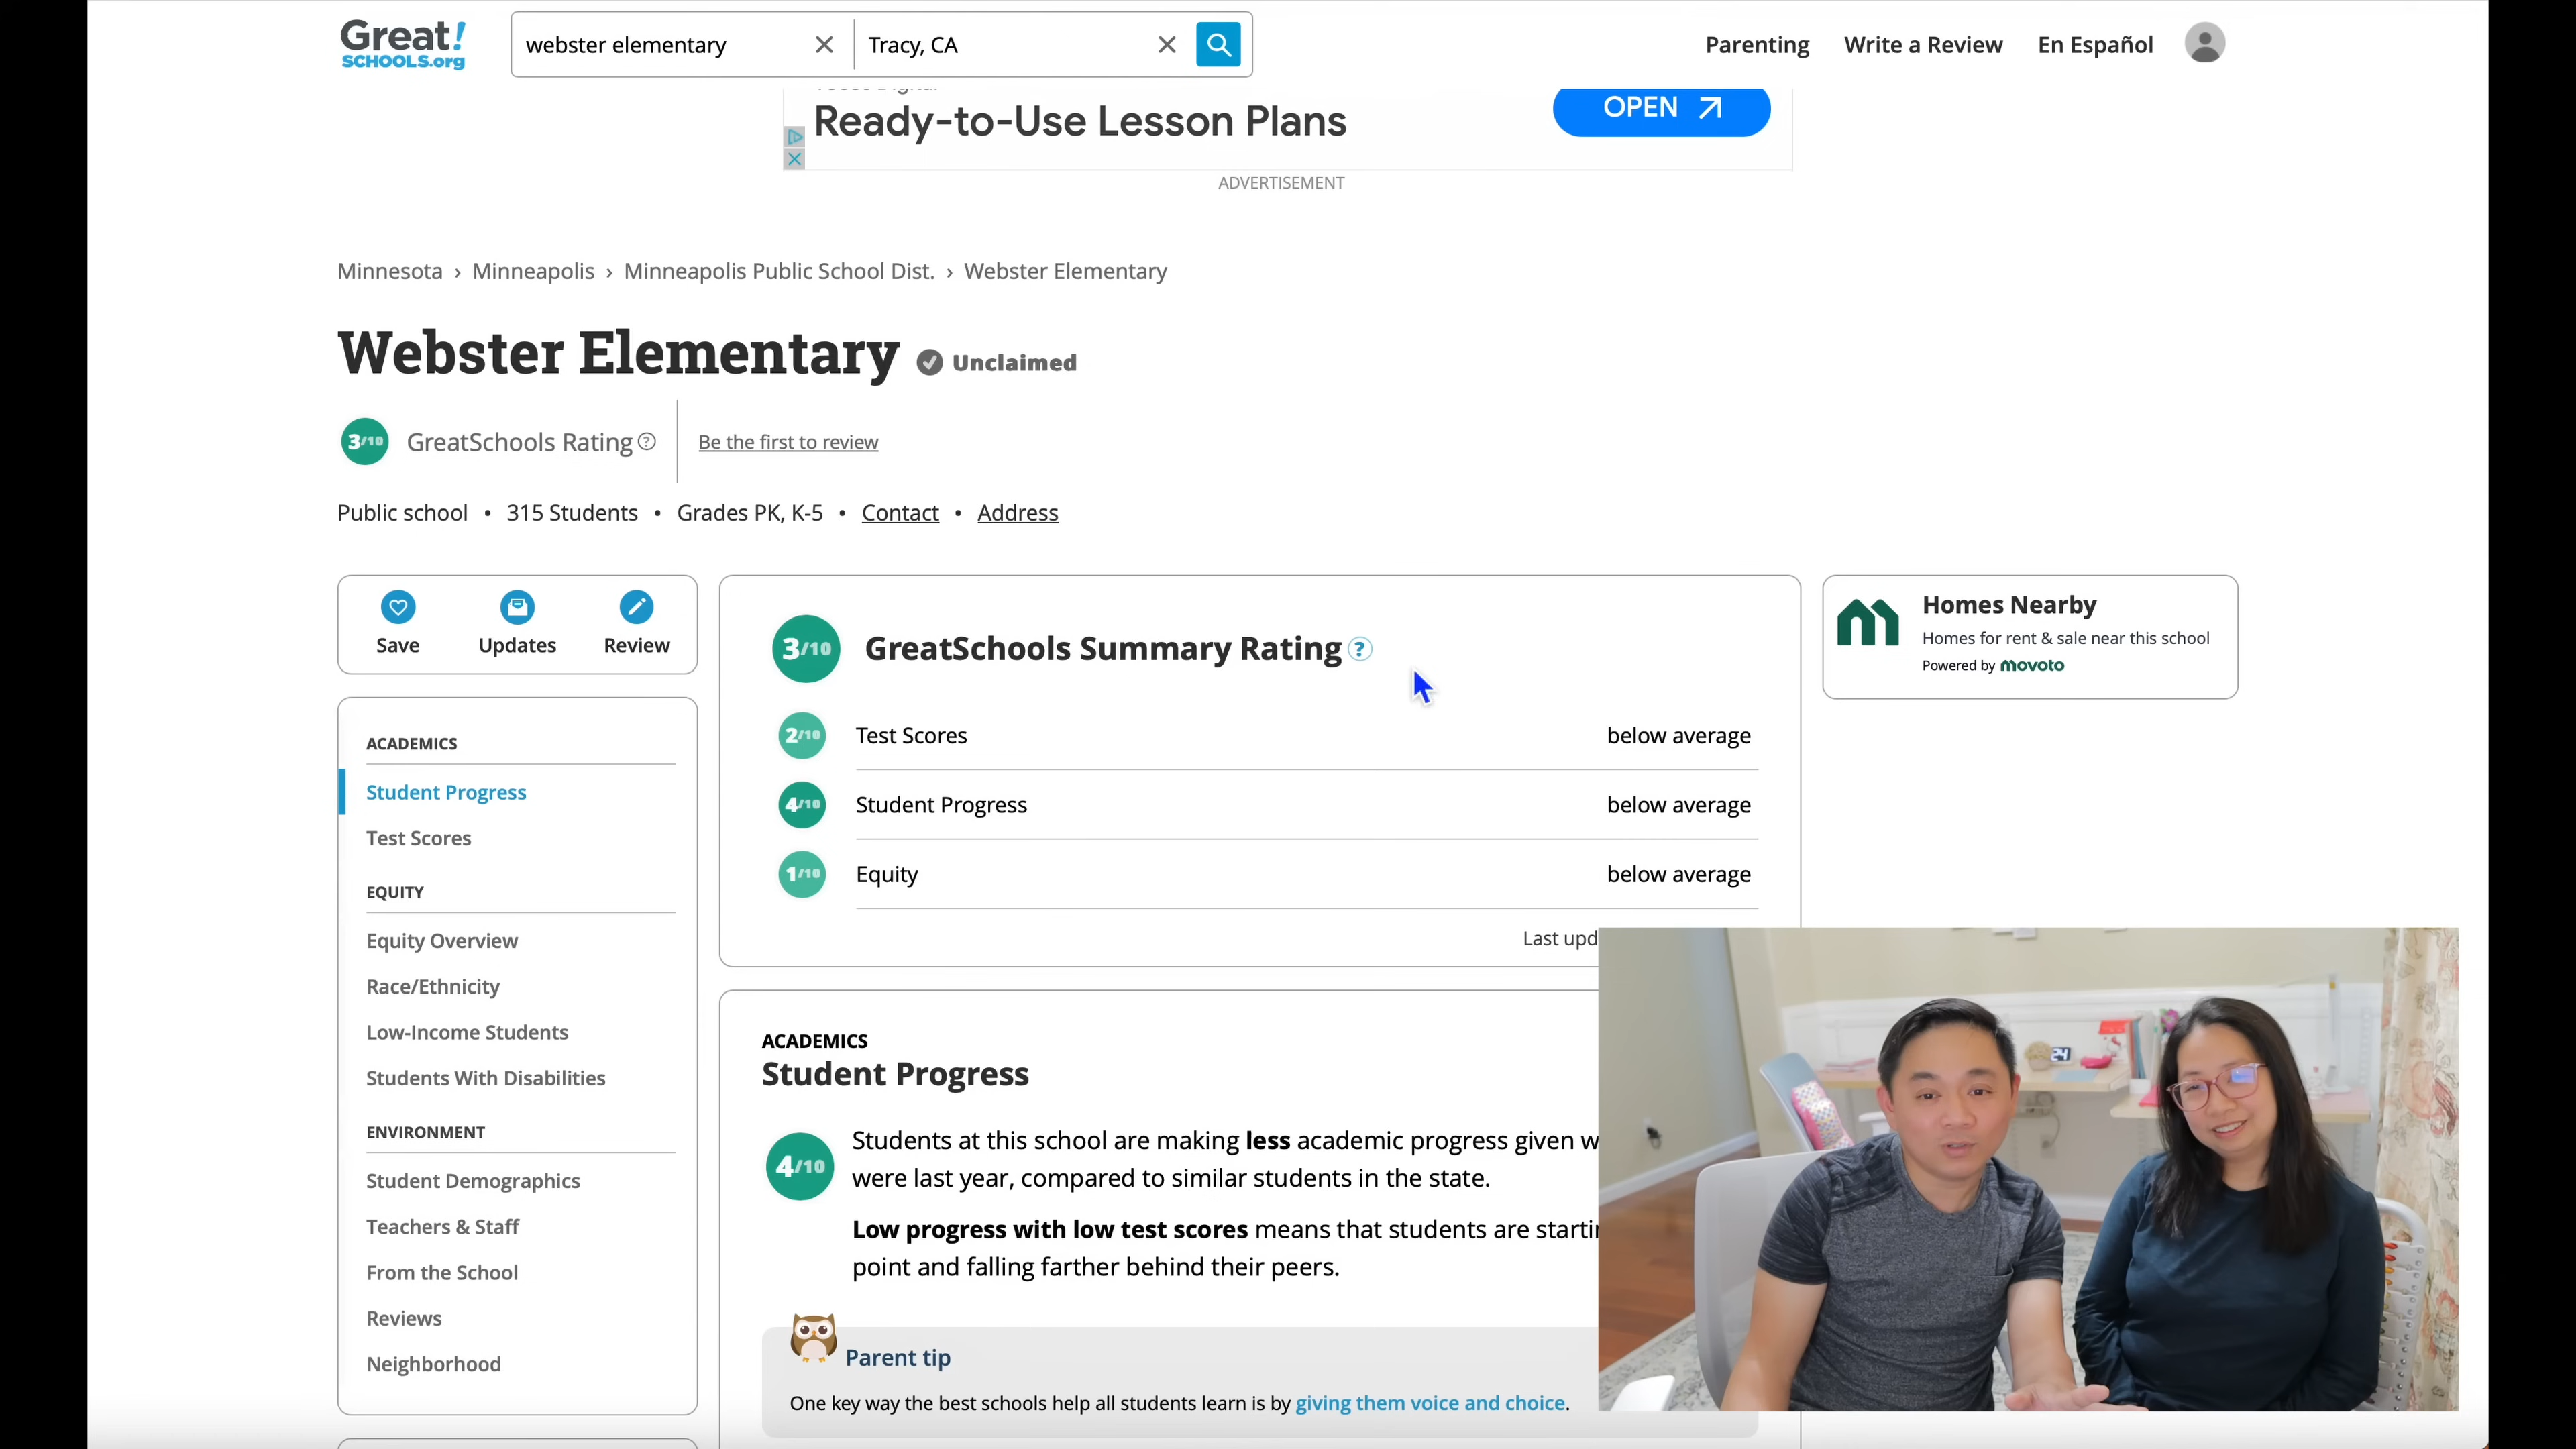 Great!
SCHOOLS.org
webster elementary
Tracy, CA
Parenting
Write a Review
En Español
Ready-to-Use Lesson Plans
OPEN
ADVERTISEMENT
Minnesota › Minneapolis › Minneapolis Public School Dist. › Webster Elementary
Webster Elementary
Unclaimed
3/10 GreatSchools Rating ?
Be the first to review
Public school • 315 Students • Grades PK, K-5 • Contact • Address
Save
Updates
Review
ACADEMICS
Student Progress
Test Scores
EQUITY
Equity Overview
Race/Ethnicity
Low-Income Students
Students With Disabilities
ENVIRONMENT
Student Demographics
Teachers & Staff
From the School
Reviews
Neighborhood
3/10 GreatSchools Summary Rating ?
2/10 Test Scores below average
4/10 Student Progress below average
1/10 Equity below average
Last upd
ACADEMICS
Student Progress
4/10
Students at this school are making less academic progress given w
were last year, compared to similar students in the state.
Low progress with low test scores means that students are starti
point and falling farther behind their peers.
Parent tip
One key way the best schools help all students learn is by giving them voice and choice.
Homes Nearby
Homes for rent & sale near this school
Powered by movoto
24